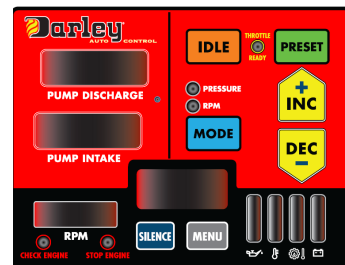 Darley
AUTO CONTROL
IDLE
THROTTLE
READY
PRESET
PUMP DISCHARGE
PRESSURE
RPM
+
INC
MODE
PUMP INTAKE
DEC
-
RPM
SILENCE
MENU
CHECK ENGINE
STOP ENGINE